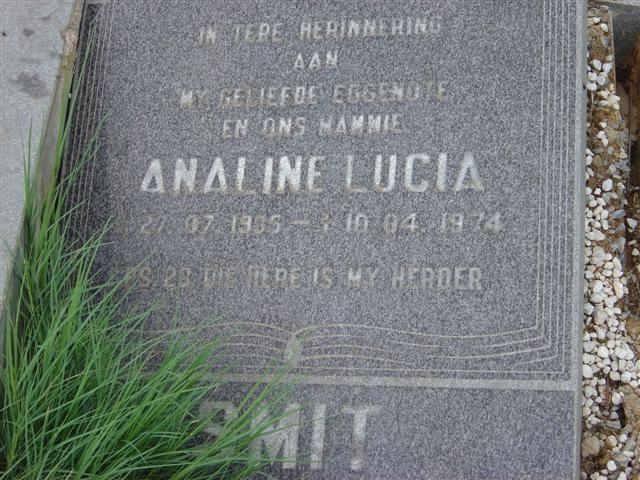 IN TERE HERINNERING
AAN
MY GELIEFDE EGGENOTE
EN ONS MAMMIE
ANALINE LUCIA
27.07.1935 – † 10.04.1974
PS. 23 DIE HERE IS MY HERDER
SMIT